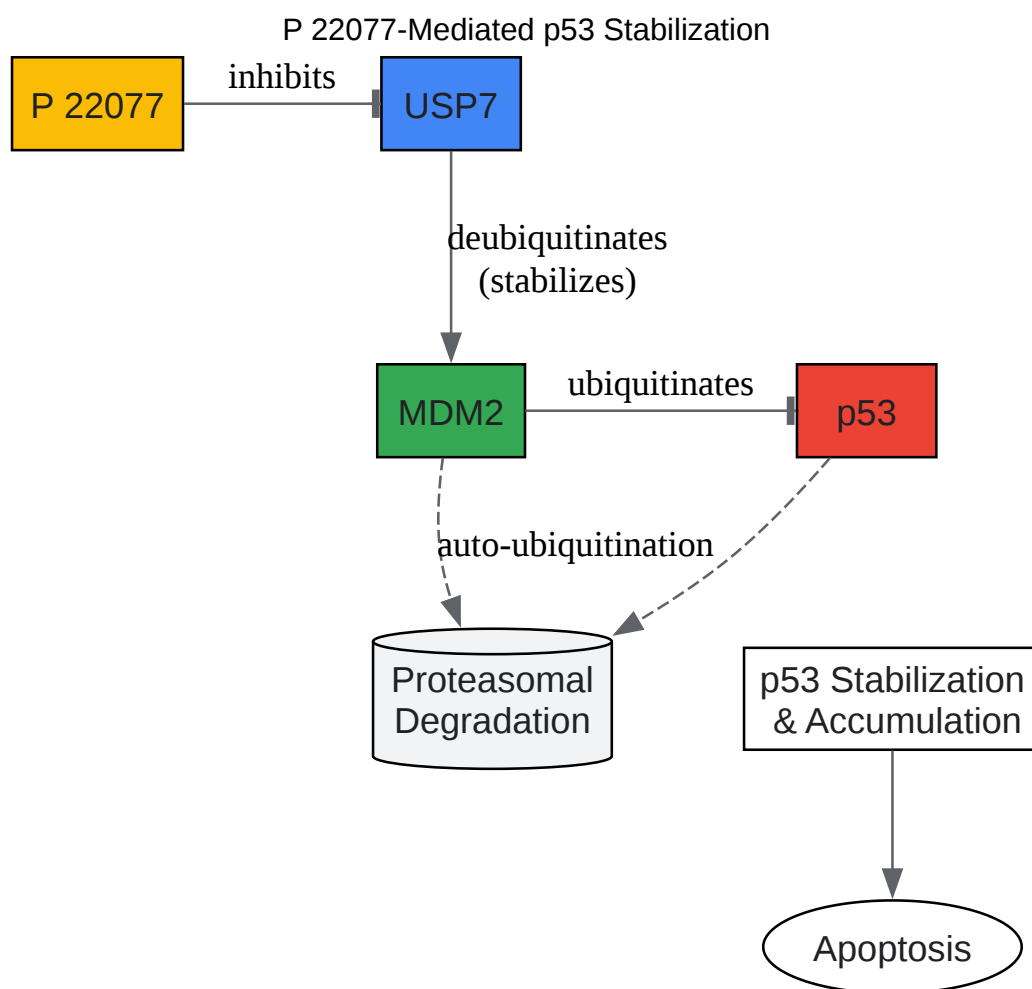 P 22077-Mediated p53 Stabilization
inhibits
P 22077
USP7
deubiquitinates
(stabilizes)
ubiquitinates
MDM2
p53
auto-ubiquitination
Proteasomal
Degradation
p53 Stabilization
& Accumulation
Apoptosis